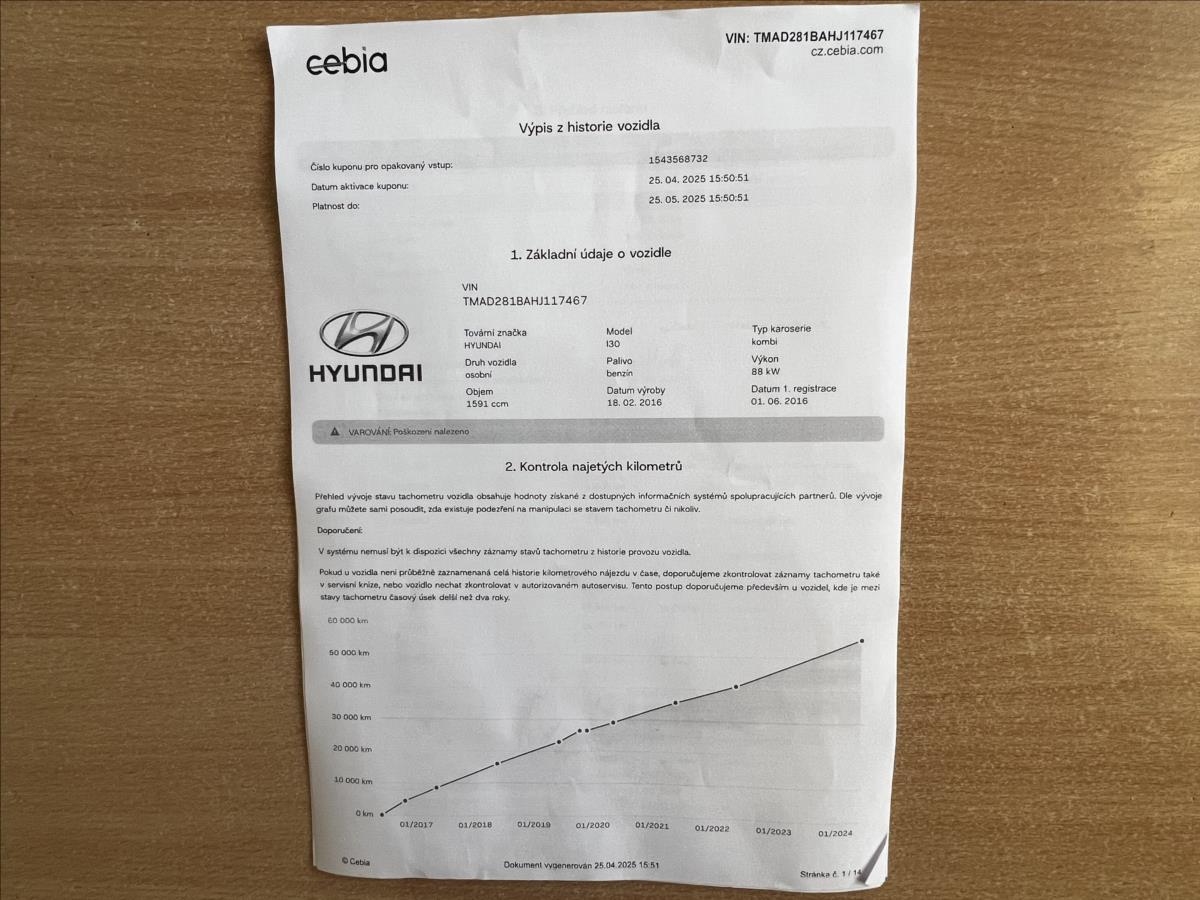 cebia
VIN: TMAD281BAHJ117467
cz.cebia.com
Výpis z historie vozidla
Číslo kuponu pro opakovaný vstup: 1543568732
Datum aktivace kuponu: 25. 04. 2025 15:50:51
Platnost do: 25. 05. 2025 15:50:51
1. Základní údaje o vozidle
VIN
TMAD281BAHJ117467
HYUNDAI
Tovární značka Model Typ karoserie
HYUNDAI I30 kombi
Druh vozidla Palivo Výkon
osobní benzín 88 kW
Objem Datum výroby Datum 1. registrace
1591 ccm 18. 02. 2016 01. 06. 2016
VAROVÁNÍ: Poškození nalezeno
2. Kontrola najetých kilometrů
Přehled vývoje stavu tachometru vozidla obsahuje hodnoty získané z dostupných informačních systémů spolupracujících partnerů. Dle vývoje
grafu můžete sami posoudit, zda existuje podezření na manipulaci se stavem tachometru či nikoliv.
Doporučení:
V systému nemusí být k dispozici všechny záznamy stavů tachometru z historie provozu vozidla.
Pokud u vozidla není průběžně zaznamenaná celá historie kilometrového nájezdu v čase, doporučujeme zkontrolovat záznamy tachometru také
v servisní knize, nebo vozidlo nechat zkontrolovat v autorizovaném autoservisu. Tento postup doporučujeme především u vozidel, kde je mezi
stavy tachometru časový úsek delší než dva roky.
60 000 km
50 000 km
40 000 km
30 000 km
20 000 km
10 000 km
0 km
01/2017 01/2018 01/2019 01/2020 01/2021 01/2022 01/2023 01/2024
© Cebia
Dokument vygenerován 25.04.2025 15:51
Stránka č. 1 / 14